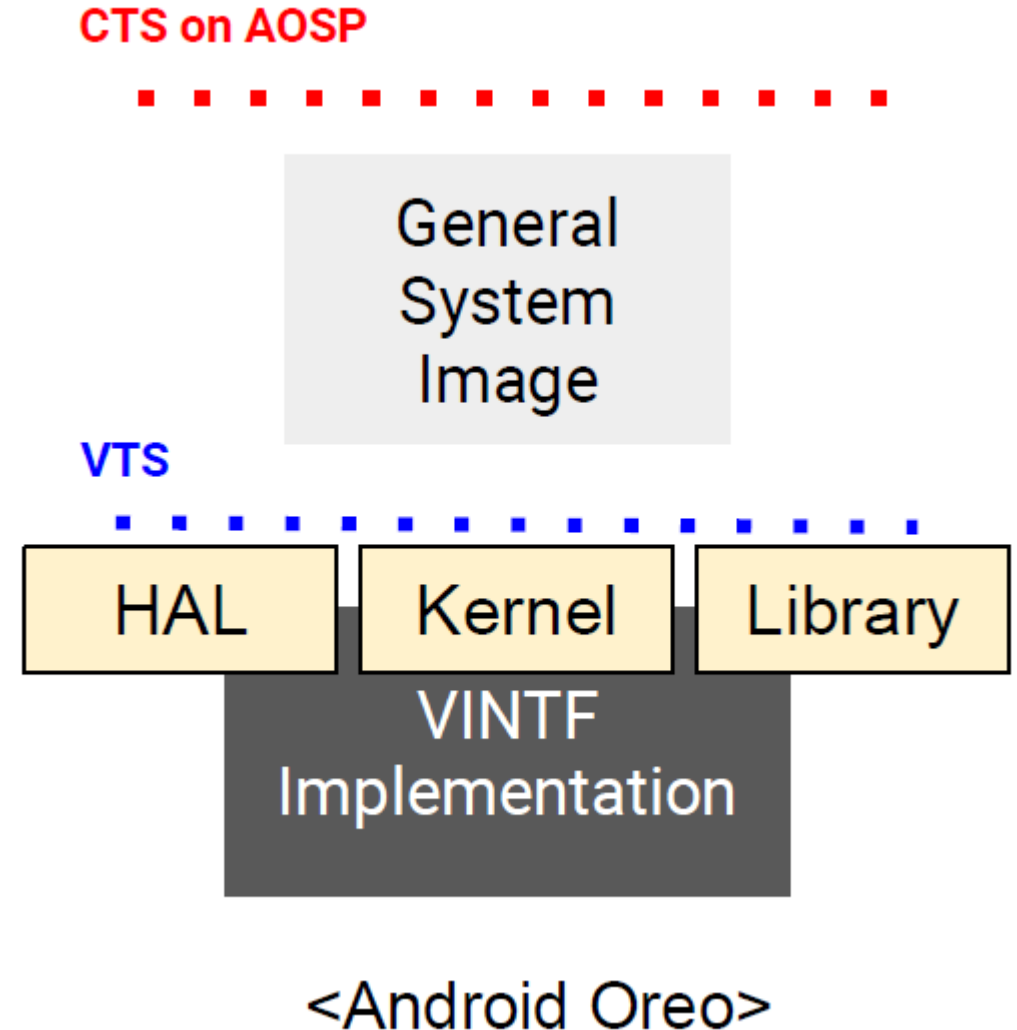 CTS on AOSP
General
System
Image
VTS
HAL
Kernel
Library
VINTF
Implementation
<Android Oreo>